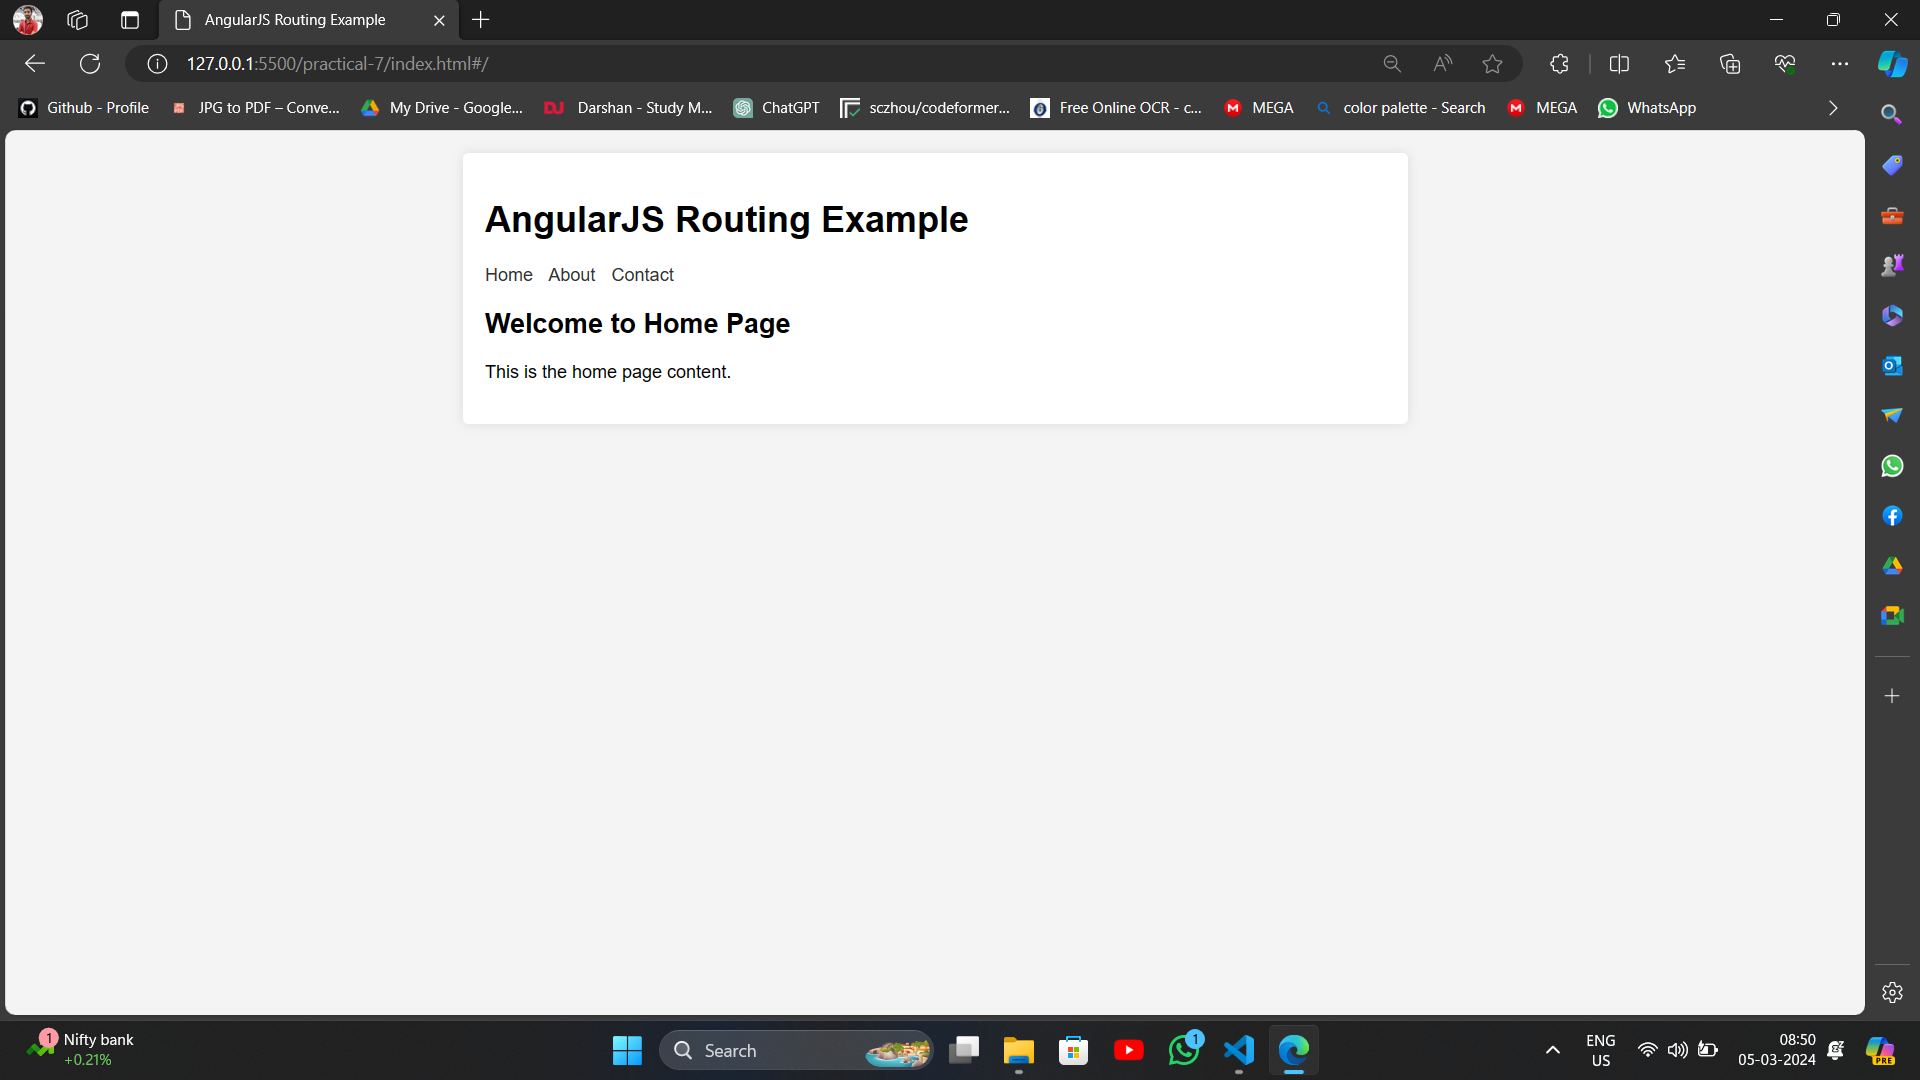 AngularJS Routing Example
127.0.0.1:5500/practical-7/index.html#/
Github - Profile
JPG to PDF – Conve...
My Drive - Google...
Darshan - Study M...
ChatGPT
sczhou/codeformer...
Free Online OCR - c...
MEGA
color palette - Search
MEGA
WhatsApp
AngularJS Routing Example
Home About Contact
Welcome to Home Page
This is the home page content.
1
Nifty bank
+0.21%
Search
1
ENG
US
08:50
05-03-2024
PRE